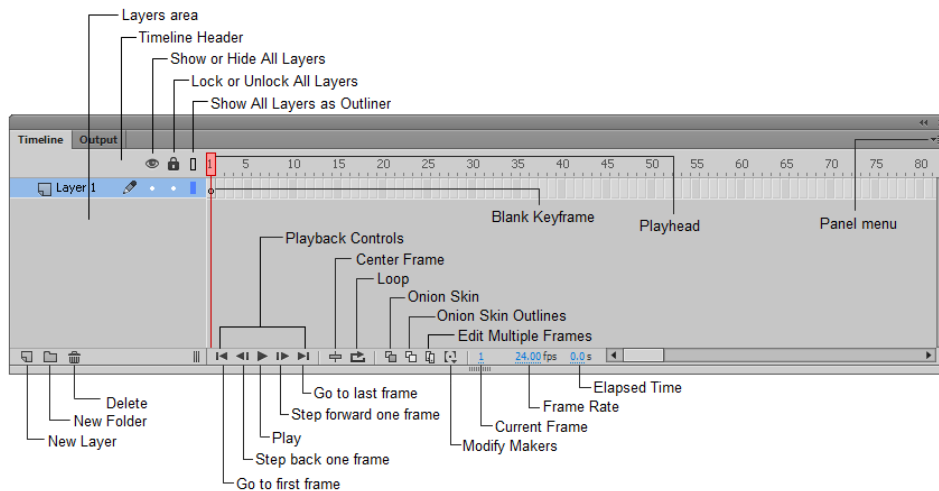 Layers area
Timeline Header
Show or Hide All Layers
Lock or Unlock All Layers
Show All Layers as Outliner
Timeline Output
1 5 10 15 20 25 30 35 40 45 50 55 60 65 70 75 80
Layer 1
Blank Keyframe
Playhead
Panel menu
Playback Controls
Center Frame
Loop
Onion Skin
Onion Skin Outlines
Edit Multiple Frames
1 24.00 fps 0.0 s
Elapsed Time
Go to last frame
Delete
Frame Rate
Step forward one frame
New Folder
Current Frame
Play
New Layer
Modify Makers
Step back one frame
Go to first frame